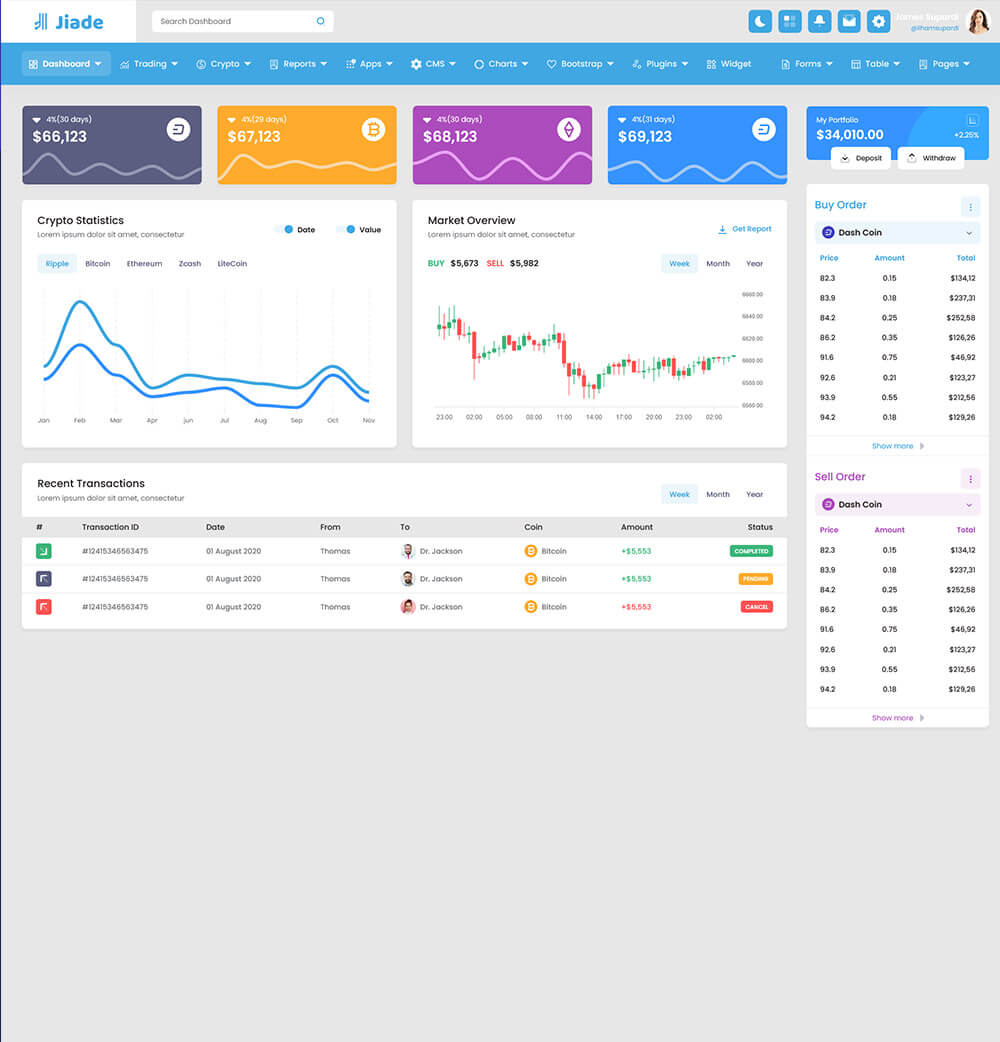 Jiade
Search Dashboard
James Supardi
@ilhamsupardi
Dashboard Trading Crypto Reports Apps CMS Charts Bootstrap Plugins Widget Forms Table Pages
4%(30 days)
$66,123
4%(29 days)
$67,123
4%(30 days)
$68,123
4%(31 days)
$69,123
My Portfolio
$34,010.00
+2.25%
Deposit Withdraw
Crypto Statistics
Lorem ipsum dolor sit amet, consectetur
Date Value
Ripple Bitcoin Ethereum Zcash LiteCoin
Jan Feb Mar Apr jun Jul Aug Sep Oct Nov
Market Overview
Lorem ipsum dolor sit amet, consectetur
Get Report
BUY $5,673 SELL $5,982
Week Month Year
6660.00
6640.00
6620.00
6600.00
6580.00
6560.00
23:00 02:00 05:00 08:00 11:00 14:00 17:00 20:00 23:00 02:00
Recent Transactions
Lorem ipsum dolor sit amet, consectetur
Week Month Year
# Transaction ID Date From To Coin Amount Status
#12415346563475 01 August 2020 Thomas Dr. Jackson Bitcoin +$5,553 COMPLETED
#12415346563475 01 August 2020 Thomas Dr. Jackson Bitcoin +$5,553 PENDING
#12415346563475 01 August 2020 Thomas Dr. Jackson Bitcoin +$5,553 CANCEL
Buy Order
Dash Coin
Price Amount Total
82.3 0.15 $134,12
83.9 0.18 $237,31
84.2 0.25 $252,58
86.2 0.35 $126,26
91.6 0.75 $46,92
92.6 0.21 $123,27
93.9 0.55 $212,56
94.2 0.18 $129,26
Show more
Sell Order
Dash Coin
Price Amount Total
82.3 0.15 $134,12
83.9 0.18 $237,31
84.2 0.25 $252,58
86.2 0.35 $126,26
91.6 0.75 $46,92
92.6 0.21 $123,27
93.9 0.55 $212,56
94.2 0.18 $129,26
Show more